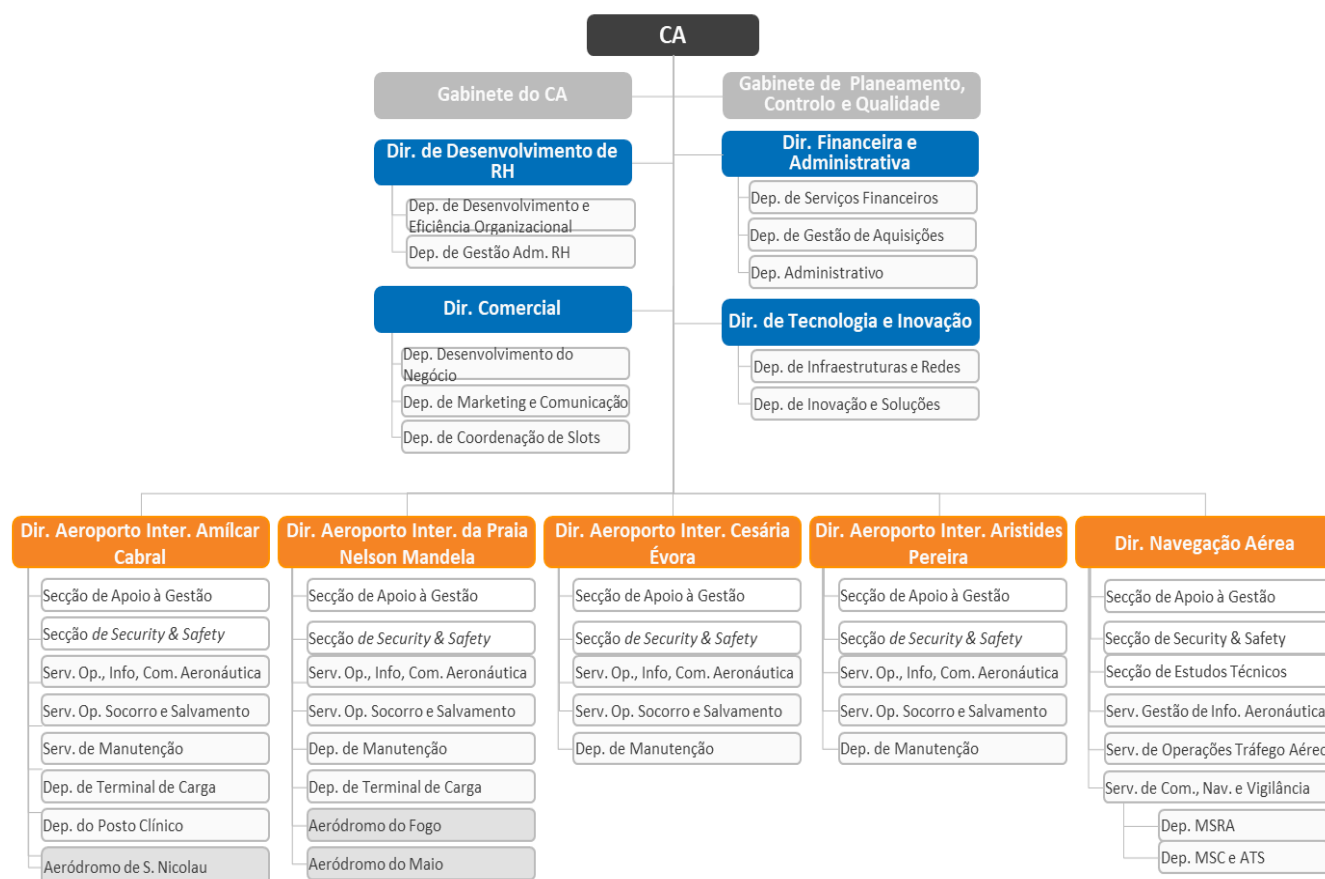 CA
Gabinete do CA
Gabinete de Planeamento,
Controlo e Qualidade
Dir. de Desenvolvimento de
RH
Dep. de Desenvolvimento e
Eficiência Organizacional
Dep. de Gestão Adm. RH
Dir. Financeira e
Administrativa
Dep. de Serviços Financeiros
Dep. de Gestão de Aquisições
Dep. Administrativo
Dir. Comercial
Dep. Desenvolvimento do
Negócio
Dep. de Marketing e Comunicação
Dep. de Coordenação de Slots
Dir. de Tecnologia e Inovação
Dep. de Infraestruturas e Redes
Dep. de Inovação e Soluções
Dir. Aeroporto Inter. Amílcar
Cabral
Secção de Apoio à Gestão
Secção de Security & Safety
Serv. Op., Info, Com. Aeronáutica
Serv. Op. Socorro e Salvamento
Serv. de Manutenção
Dep. de Terminal de Carga
Dep. do Posto Clínico
Aeródromo de S. Nicolau
Dir. Aeroporto Inter. da Praia
Nelson Mandela
Secção de Apoio à Gestão
Secção de Security & Safety
Serv. Op., Info, Com. Aeronáutica
Serv. Op. Socorro e Salvamento
Dep. de Manutenção
Dep. de Terminal de Carga
Aeródromo do Fogo
Aeródromo do Maio
Dir. Aeroporto Inter. Cesária
Évora
Secção de Apoio à Gestão
Secção de Security & Safety
Serv. Op., Info, Com. Aeronáutica
Serv. Op. Socorro e Salvamento
Dep. de Manutenção
Dir. Aeroporto Inter. Aristides
Pereira
Secção de Apoio à Gestão
Secção de Security & Safety
Serv. Op., Info, Com. Aeronáutica
Serv. Op. Socorro e Salvamento
Dep. de Manutenção
Dir. Navegação Aérea
Secção de Apoio à Gestão
Secção de Security & Safety
Secção de Estudos Técnicos
Serv. Gestão de Info. Aeronáutica
Serv. de Operações Tráfego Aéreo
Serv. de Com., Nav. e Vigilância
Dep. MSRA
Dep. MSC e ATS